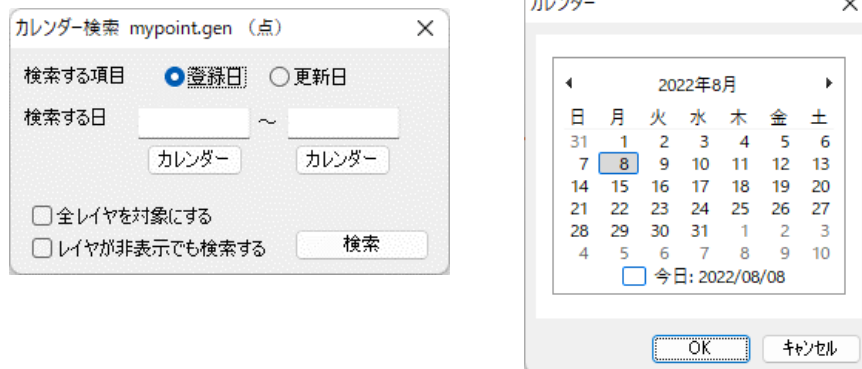 カレンダー検索 mypoint.gen （点）
検索する項目 登録日 更新日
検索する日 ～
カレンダー カレンダー
全レイヤを対象にする
レイヤが非表示でも検索する 検索
カレンダー
2022年8月
日 月 火 水 木 金 土
31 1 2 3 4 5 6
7 8 9 10 11 12 13
14 15 16 17 18 19 20
21 22 23 24 25 26 27
28 29 30 31 1 2 3
4 5 6 7 8 9 10
今日: 2022/08/08
OK キャンセル